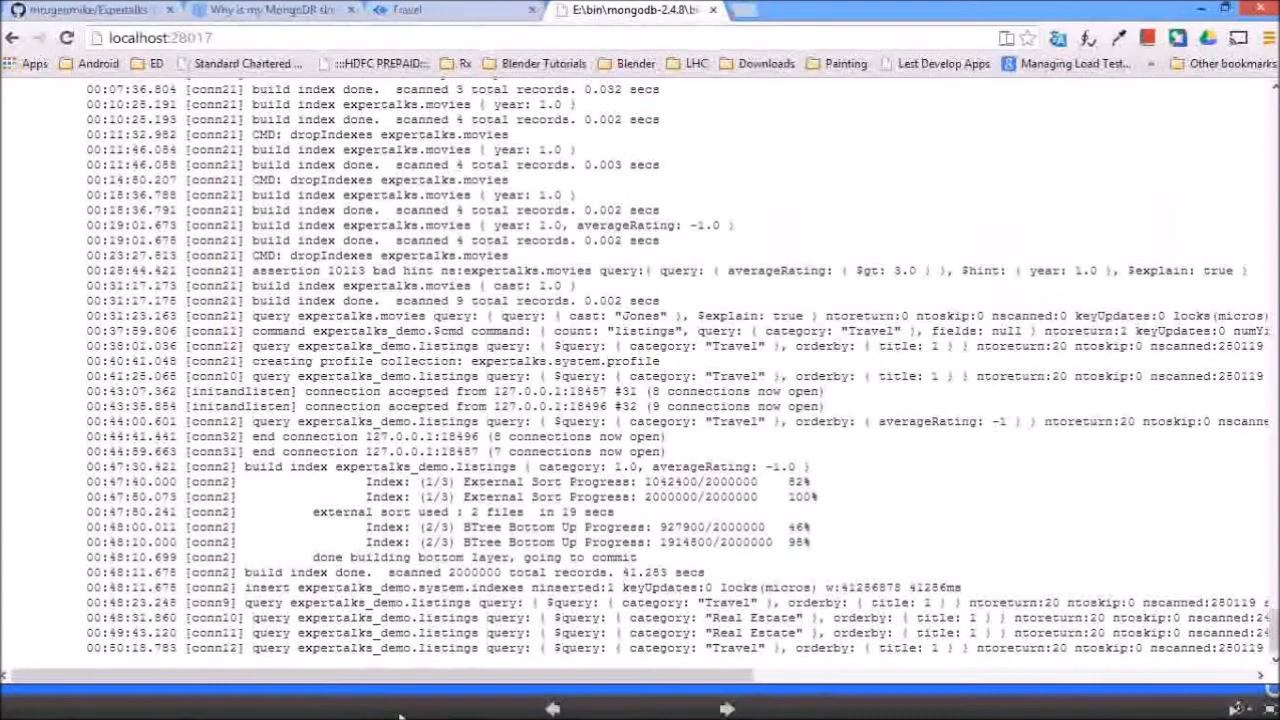 mcugenmike/Expertalks
Why is my MongoDB slo
Travel
E:\bin\mongodb-2.4.8\b
localhost:28017
Apps
Android
ED
Standard Chartered ...
:::HDFC PREPAID:::
Rx
Blender Tutorials
Blender
LHC
Downloads
Painting
Lest Develop Apps
Managing Load Test...
»
Other bookmarks
00:07:36.804 [conn21] build index done.  scanned 3 total records. 0.032 secs
00:10:25.191 [conn21] build index expertalks.movies { year: 1.0 }
00:10:25.193 [conn21] build index done.  scanned 4 total records. 0.002 secs
00:11:32.982 [conn21] CMD: dropIndexes expertalks.movies
00:11:46.084 [conn21] build index expertalks.movies { year: 1.0 }
00:11:46.088 [conn21] build index done.  scanned 4 total records. 0.003 secs
00:14:50.207 [conn21] CMD: dropIndexes expertalks.movies
00:18:36.788 [conn21] build index expertalks.movies { year: 1.0 }
00:18:36.791 [conn21] build index done.  scanned 4 total records. 0.002 secs
00:19:01.673 [conn21] build index expertalks.movies { year: 1.0, averageRating: -1.0 }
00:19:01.675 [conn21] build index done.  scanned 4 total records. 0.002 secs
00:23:27.513 [conn21] CMD: dropIndexes expertalks.movies
00:28:44.421 [conn21] assertion 10113 bad hint ns:expertalks.movies query:{ query: { averageRating: { $gt: 3.0 } }, $hint: { year: 1.0 }, $explain: true }
00:31:17.173 [conn21] build index expertalks.movies { cast: 1.0 }
00:31:17.175 [conn21] build index done.  scanned 9 total records. 0.002 secs
00:31:23.163 [conn21] query expertalks.movies query: { query: { cast: "Jones" }, $explain: true } ntoreturn:0 ntoskip:0 nscanned:0 keyUpdates:0 locks(micros)
00:37:59.806 [conn11] command expertalks_demo.$cmd command: { count: "listings", query: { category: "Travel" }, fields: null } ntoreturn:1 keyUpdates:0 numYi
00:38:01.036 [conn12] query expertalks_demo.listings query: { $query: { category: "Travel" }, orderby: { title: 1 } } ntoreturn:20 ntoskip:0 nscanned:250119
00:40:41.048 [conn21] creating profile collection: expertalks.system.profile
00:41:25.065 [conn10] query expertalks_demo.listings query: { $query: { category: "Travel" }, orderby: { title: 1 } } ntoreturn:20 ntoskip:0 nscanned:250119
00:43:07.362 [initandlisten] connection accepted from 127.0.0.1:18487 #31 (8 connections now open)
00:43:35.854 [initandlisten] connection accepted from 127.0.0.1:18496 #32 (9 connections now open)
00:44:00.601 [conn12] query expertalks_demo.listings query: { $query: { category: "Travel" }, orderby: { averageRating: -1 } } ntoreturn:20 ntoskip:0 nscanne
00:44:41.441 [conn32] end connection 127.0.0.1:18496 (8 connections now open)
00:44:59.663 [conn31] end connection 127.0.0.1:18487 (7 connections now open)
00:47:30.421 [conn2] build index expertalks_demo.listings { category: 1.0, averageRating: -1.0 }
00:47:40.000 [conn2] Index: (1/3) External Sort Progress: 1042400/2000000 52%
00:47:50.073 [conn2] Index: (1/3) External Sort Progress: 2000000/2000000 100%
00:47:50.241 [conn2] external sort used : 2 files  in 19 secs
00:48:00.011 [conn2] Index: (2/3) BTree Bottom Up Progress: 927900/2000000 46%
00:48:10.000 [conn2] Index: (2/3) BTree Bottom Up Progress: 1914800/2000000 95%
00:48:10.699 [conn2] done building bottom layer, going to commit
00:48:11.675 [conn2] build index done.  scanned 2000000 total records. 41.253 secs
00:48:11.675 [conn2] insert expertalks_demo.system.indexes ninserted:1 keyUpdates:0 locks(micros) w:41256878 41256ms
00:48:23.248 [conn9] query expertalks_demo.listings query: { $query: { category: "Travel" }, orderby: { title: 1 } } ntoreturn:20 ntoskip:0 nscanned:250119 s
00:48:31.860 [conn10] query expertalks_demo.listings query: { $query: { category: "Real Estate" }, orderby: { title: 1 } } ntoreturn:20 ntoskip:0 nscanned:24
00:49:43.120 [conn11] query expertalks_demo.listings query: { $query: { category: "Real Estate" }, orderby: { title: 1 } } ntoreturn:20 ntoskip:0 nscanned:24
00:50:18.783 [conn12] query expertalks_demo.listings query: { $query: { category: "Travel" }, orderby: { title: 1 } } ntoreturn:20 ntoskip:0 nscanned:250119